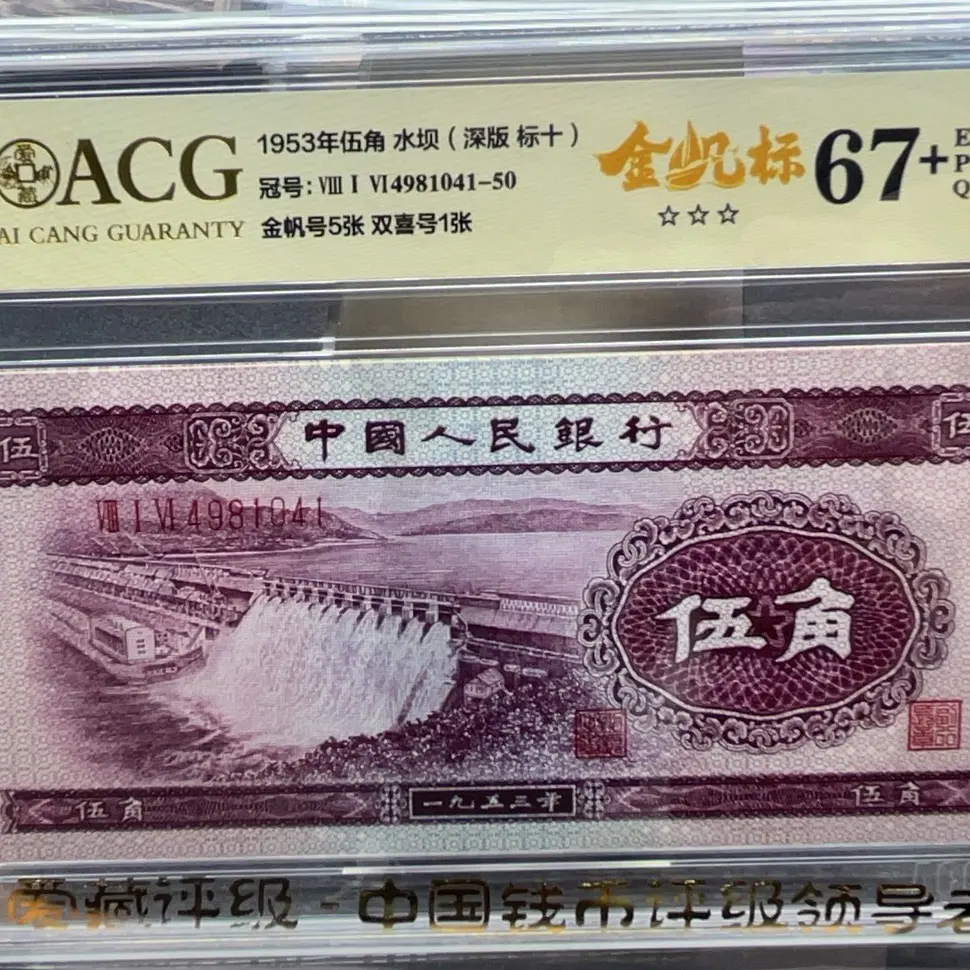 ACG
AI CANG GUARANTY
1953年伍角 水坝（深版 标十）
冠号: Ⅷ Ⅰ Ⅵ4981041-50
金帆号5张 双喜号1张
金帆标
☆☆☆
67+
E
P
Q
伍
中國人民銀行
伍
Ⅷ Ⅰ Ⅵ 4981041
伍角
伍角
一九五三年
伍角
爱藏评级-中国钱币评级领导者